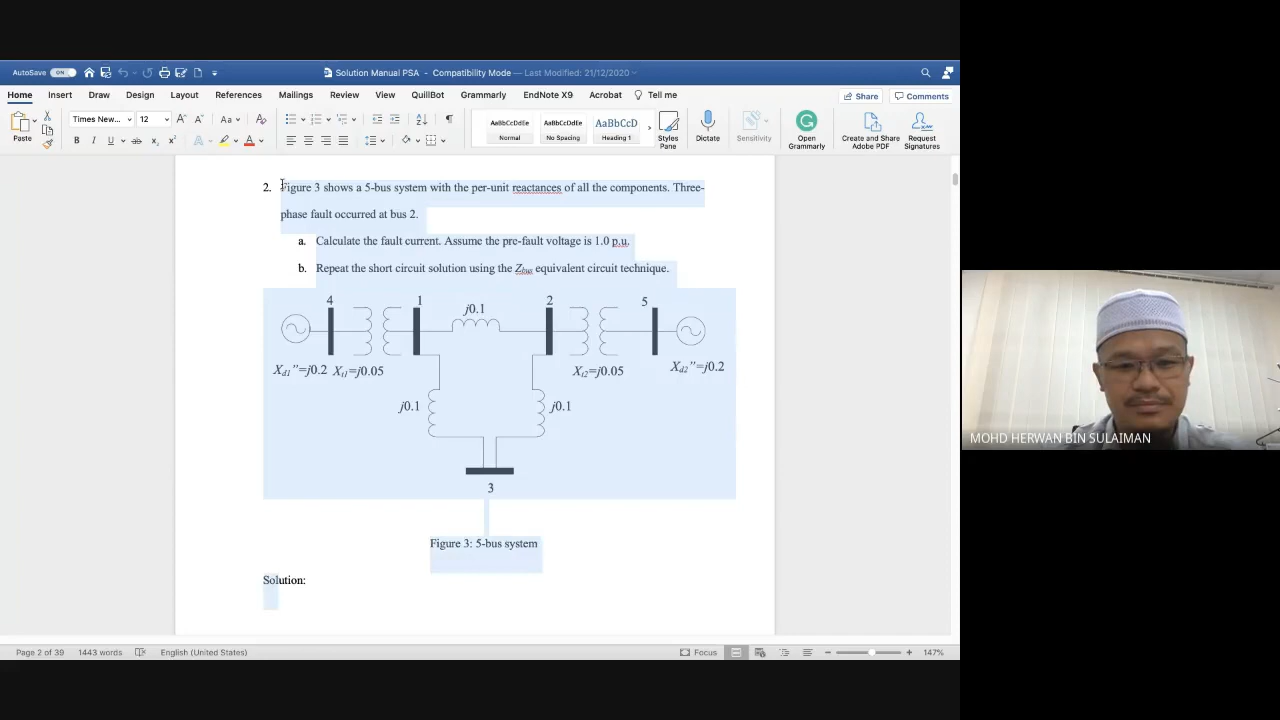 AutoSave ON
Solution Manual PSA - Compatibility Mode — Last Modified: 21/12/2020
Home Insert Draw Design Layout References Mailings Review View QuillBot Grammarly EndNote X9 Acrobat Tell me
Share Comments
Paste
Times New... 12
B I U ab x₂ x²
AaBbCcDdEe Normal
AaBbCcDdEe No Spacing
AaBbCcD Heading 1
Styles Pane
Dictate
Sensitivity
Open Grammarly
Create and Share Adobe PDF
Request Signatures
2. Figure 3 shows a 5-bus system with the per-unit reactances of all the components. Three-
phase fault occurred at bus 2.
a. Calculate the fault current. Assume the pre-fault voltage is 1.0 p.u.
b. Repeat the short circuit solution using the Zbus equivalent circuit technique.
4 1 j0.1 2 5
Xd1''=j0.2 Xt1=j0.05 Xt2=j0.05 Xd2''=j0.2
j0.1 j0.1
3
Figure 3: 5-bus system
Solution:
MOHD HERWAN BIN SULAIMAN
Page 2 of 39 1443 words English (United States) Focus 147%